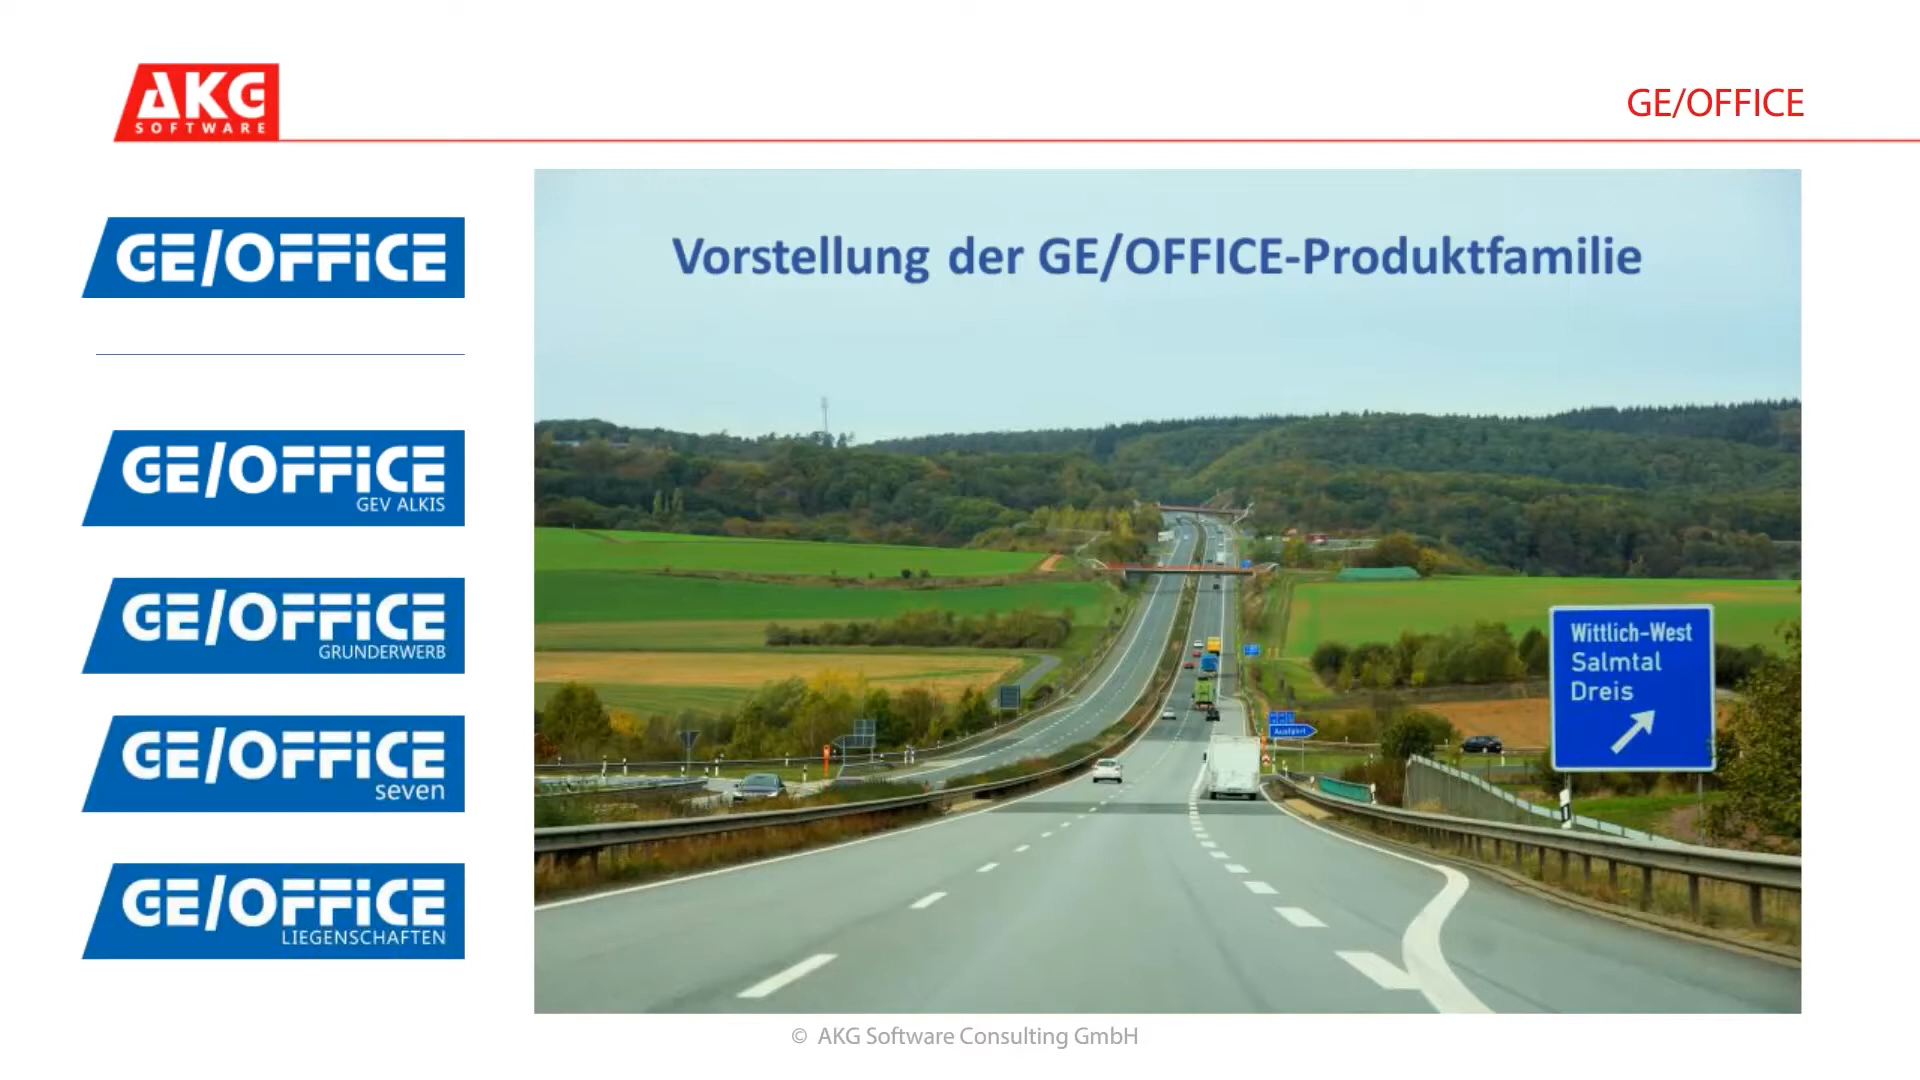 AKG
SOFTWARE
GE/OFFICE
GE/OFFiCE
GE/OFFiCE
GEV ALKIS
GE/OFFiCE
GRUNDERWERB
GE/OFFiCE
seven
GE/OFFiCE
LIEGENSCHAFTEN
Vorstellung der GE/OFFICE-Produktfamilie
Wittlich-West
Salmtal
Dreis
Ausfahrt
© AKG Software Consulting GmbH